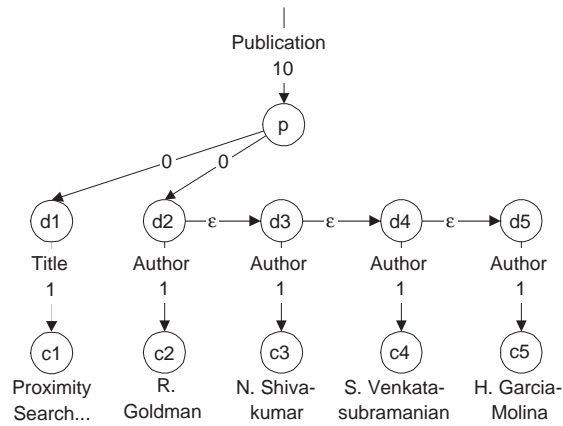 Publication
10
p
0 0
d1 d2 ε d3 ε d4 ε d5
Title Author Author Author Author
1 1 1 1 1
c1 c2 c3 c4 c5
Proximity R. N. Shiva- S. Venkata- H. Garcia-
Search... Goldman kumar subramanian Molina